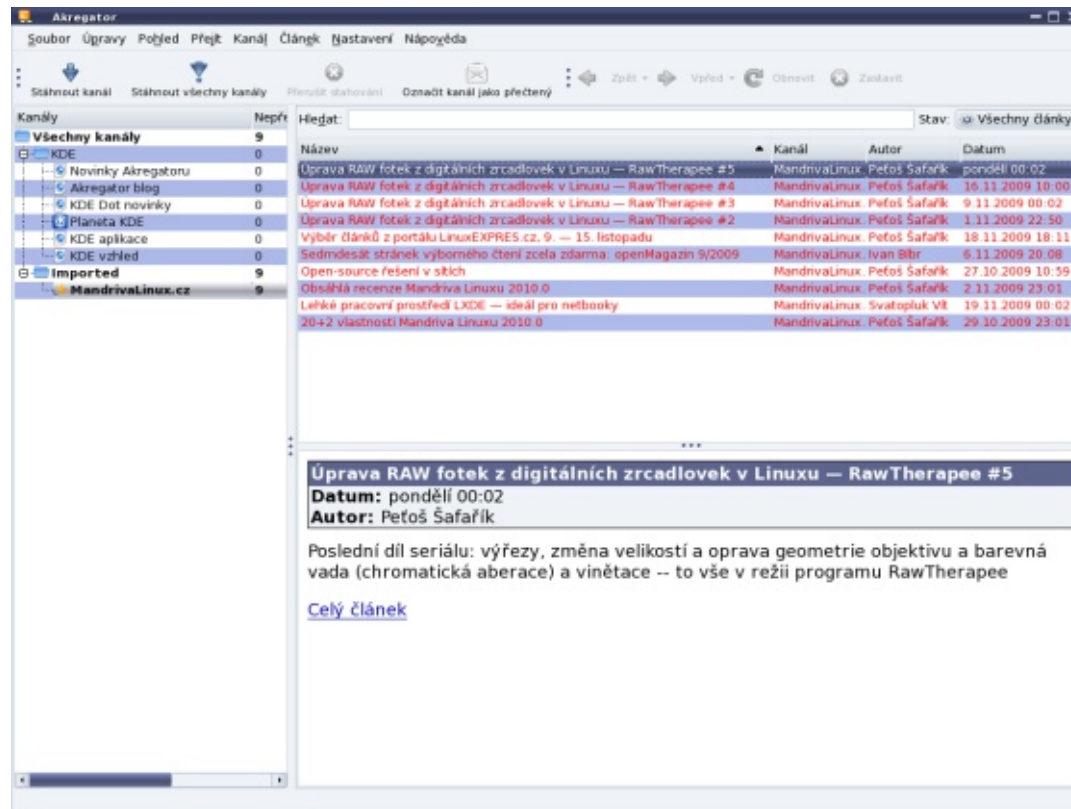 Akregator
Soubor Úpravy Pohled Přejít Kanál Článek Nastavení Nápověda
Stáhnout kanál Stáhnout všechny kanály Přerušit stahování Označit kanál jako přečtený Zpět Vpřed Obnovit Zastavit
Kanály Nepře
Všechny kanály 9
KDE 0
Novinky Akregatoru 0
Akregator blog 0
KDE Dot novinky 0
Planeta KDE 0
KDE aplikace 0
KDE vzhled 0
Imported 9
MandrivaLinux.cz 9
Hledat: Stav: Všechny články
Název Kanál Autor Datum
Úprava RAW fotek z digitálních zrcadlovek v Linuxu — RawTherapee #5 MandrivaLinux. Peťoš Šafařík pondělí 00:02
Úprava RAW fotek z digitálních zrcadlovek v Linuxu — RawTherapee #4 MandrivaLinux. Peťoš Šafařík 16.11.2009 10:00
Úprava RAW fotek z digitálních zrcadlovek v Linuxu — RawTherapee #3 MandrivaLinux. Peťoš Šafařík 9.11.2009 00:02
Úprava RAW fotek z digitálních zrcadlovek v Linuxu — RawTherapee #2 MandrivaLinux. Peťoš Šafařík 1.11.2009 22:50
Výběr článků z portálu LinuxEXPRES.cz, 9. — 15. listopadu MandrivaLinux. Peťoš Šafařík 18.11.2009 18:11
Sedmdesát stránek výborného čtení zcela zdarma: openMagazin 9/2009 MandrivaLinux. Ivan Bíbr 6.11.2009 20:08
Open-source řešení v sítích MandrivaLinux. Peťoš Šafařík 27.10.2009 10:59
Obsáhlá recenze Mandriva Linuxu 2010.0 MandrivaLinux. Peťoš Šafařík 2.11.2009 23:01
Lehké pracovní prostředí LXDE — ideál pro netbooky MandrivaLinux. Svatopluk Vít 19.11.2009 00:02
20+2 vlastností Mandriva Linuxu 2010.0 MandrivaLinux. Peťoš Šafařík 29.10.2009 23:01
Úprava RAW fotek z digitálních zrcadlovek v Linuxu — RawTherapee #5
Datum: pondělí 00:02
Autor: Peťoš Šafařík
Poslední díl seriálu: výřezy, změna velikostí a oprava geometrie objektivu a barevná
vada (chromatická aberace) a vinětace -- to vše v režii programu RawTherapee
Celý článek